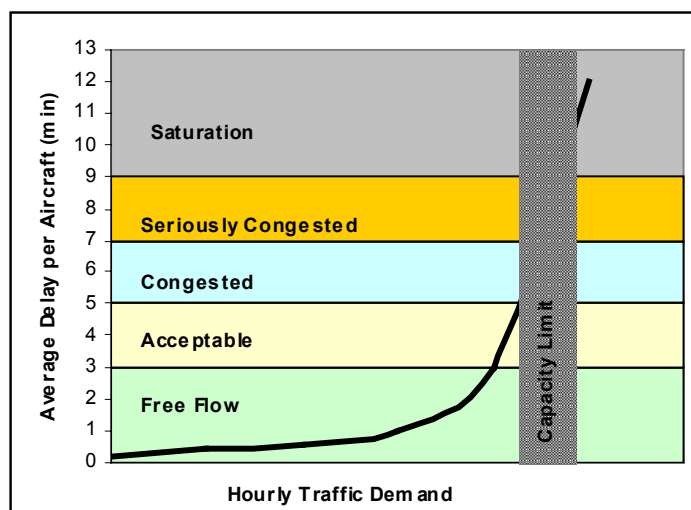 Average Delay per Aircraft (min)
13
12
11
10
9
8
7
6
5
4
3
2
1
0
Saturation
Seriously Congested
Congested
Acceptable
Free Flow
Capacity Limit
Hourly Traffic Demand